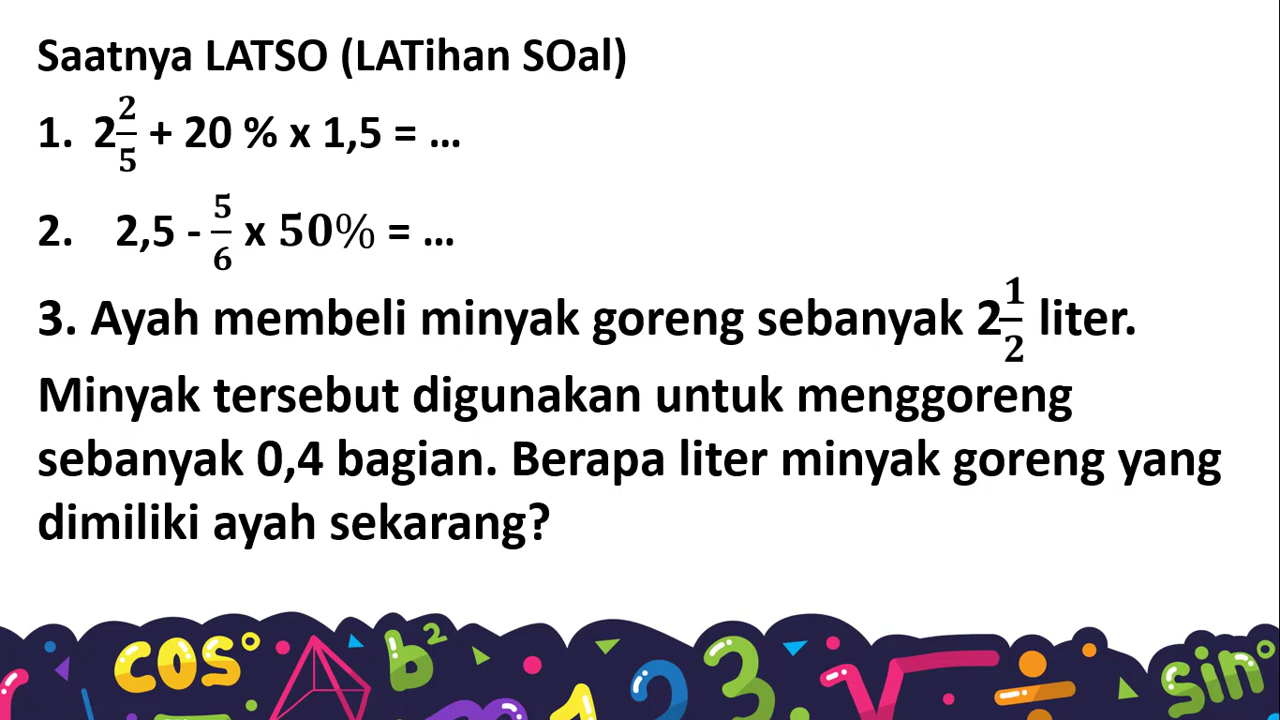 Saatnya LATSO (LATihan SOal)
1. 2 2/5 + 20 % x 1,5 = ...
2. 2,5 - 5/6 x 50% = ...
3. Ayah membeli minyak goreng sebanyak 2 1/2 liter.
Minyak tersebut digunakan untuk menggoreng
sebanyak 0,4 bagian. Berapa liter minyak goreng yang
dimiliki ayah sekarang?
cos° b² 1 2 3 √ ÷ sin°